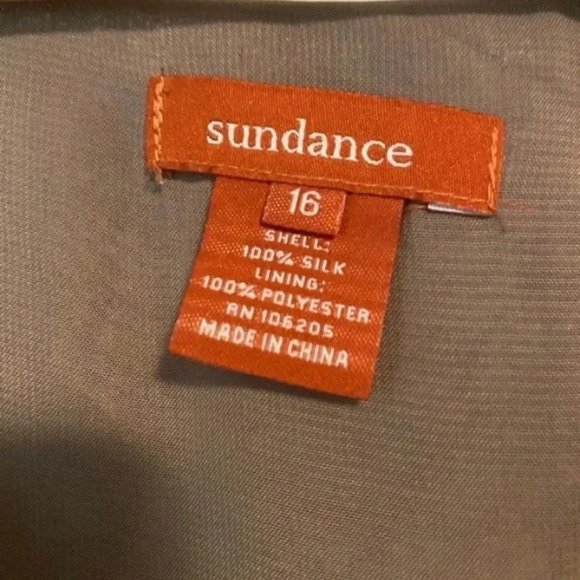 sundance
16
SHELL:
100% SILK
LINING:
100% POLYESTER
RN 106205
MADE IN CHINA